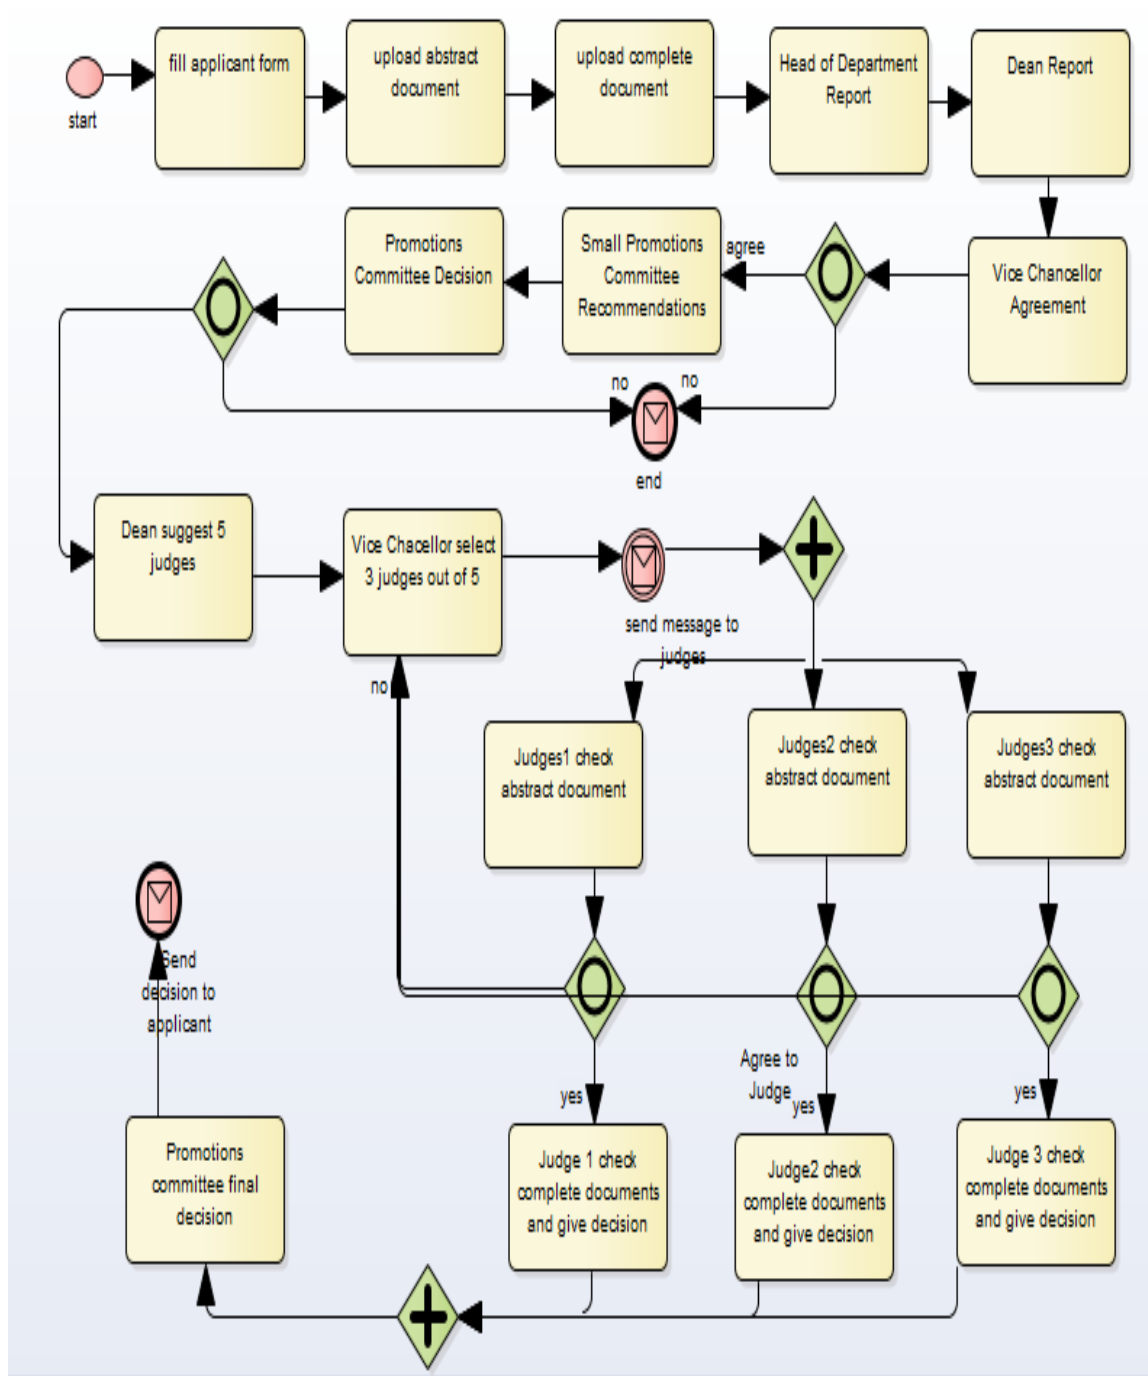 fill applicant form
upload abstract
document
upload complete
document
Head of Department
Report
Dean Report
start
Promotions
Committee Decision
Small Promotions
Committee
Recommendations
agree
Vice Chancellor
Agreement
no
no
end
Dean suggest 5
judges
Vice Chacellor select
3 judges out of 5
send message to
judges
no
Judges1 check
abstract document
Judges2 check
abstract document
Judges3 check
abstract document
Send
decision to
applicant
yes
Agree to
Judge
yes
yes
Promotions
committee final
decision
Judge 1 check
complete documents
and give decision
Judge2 check
complete documents
and give decision
Judge 3 check
complete documents
and give decision